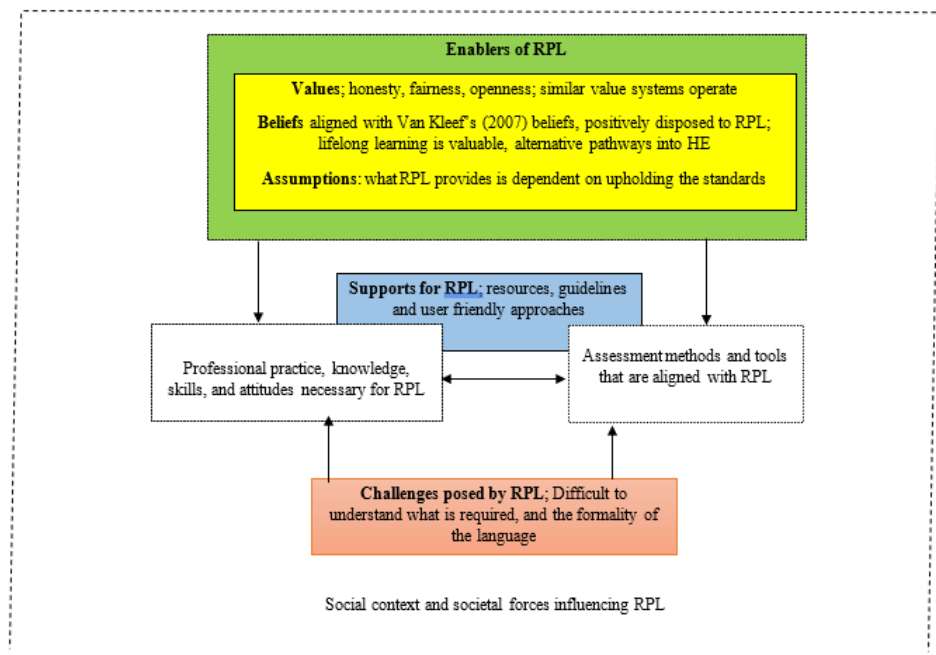 Enablers of RPL
Values; honesty, fairness, openness; similar value systems operate
Beliefs aligned with Van Kleef's (2007) beliefs, positively disposed to RPL;
lifelong learning is valuable, alternative pathways into HE
Assumptions: what RPL provides is dependent on upholding the standards
Supports for RPL; resources, guidelines
and user friendly approaches
Professional practice, knowledge,
skills, and attitudes necessary for RPL
Assessment methods and tools
that are aligned with RPL
Challenges posed by RPL; Difficult to
understand what is required, and the formality of
the language
Social context and societal forces influencing RPL